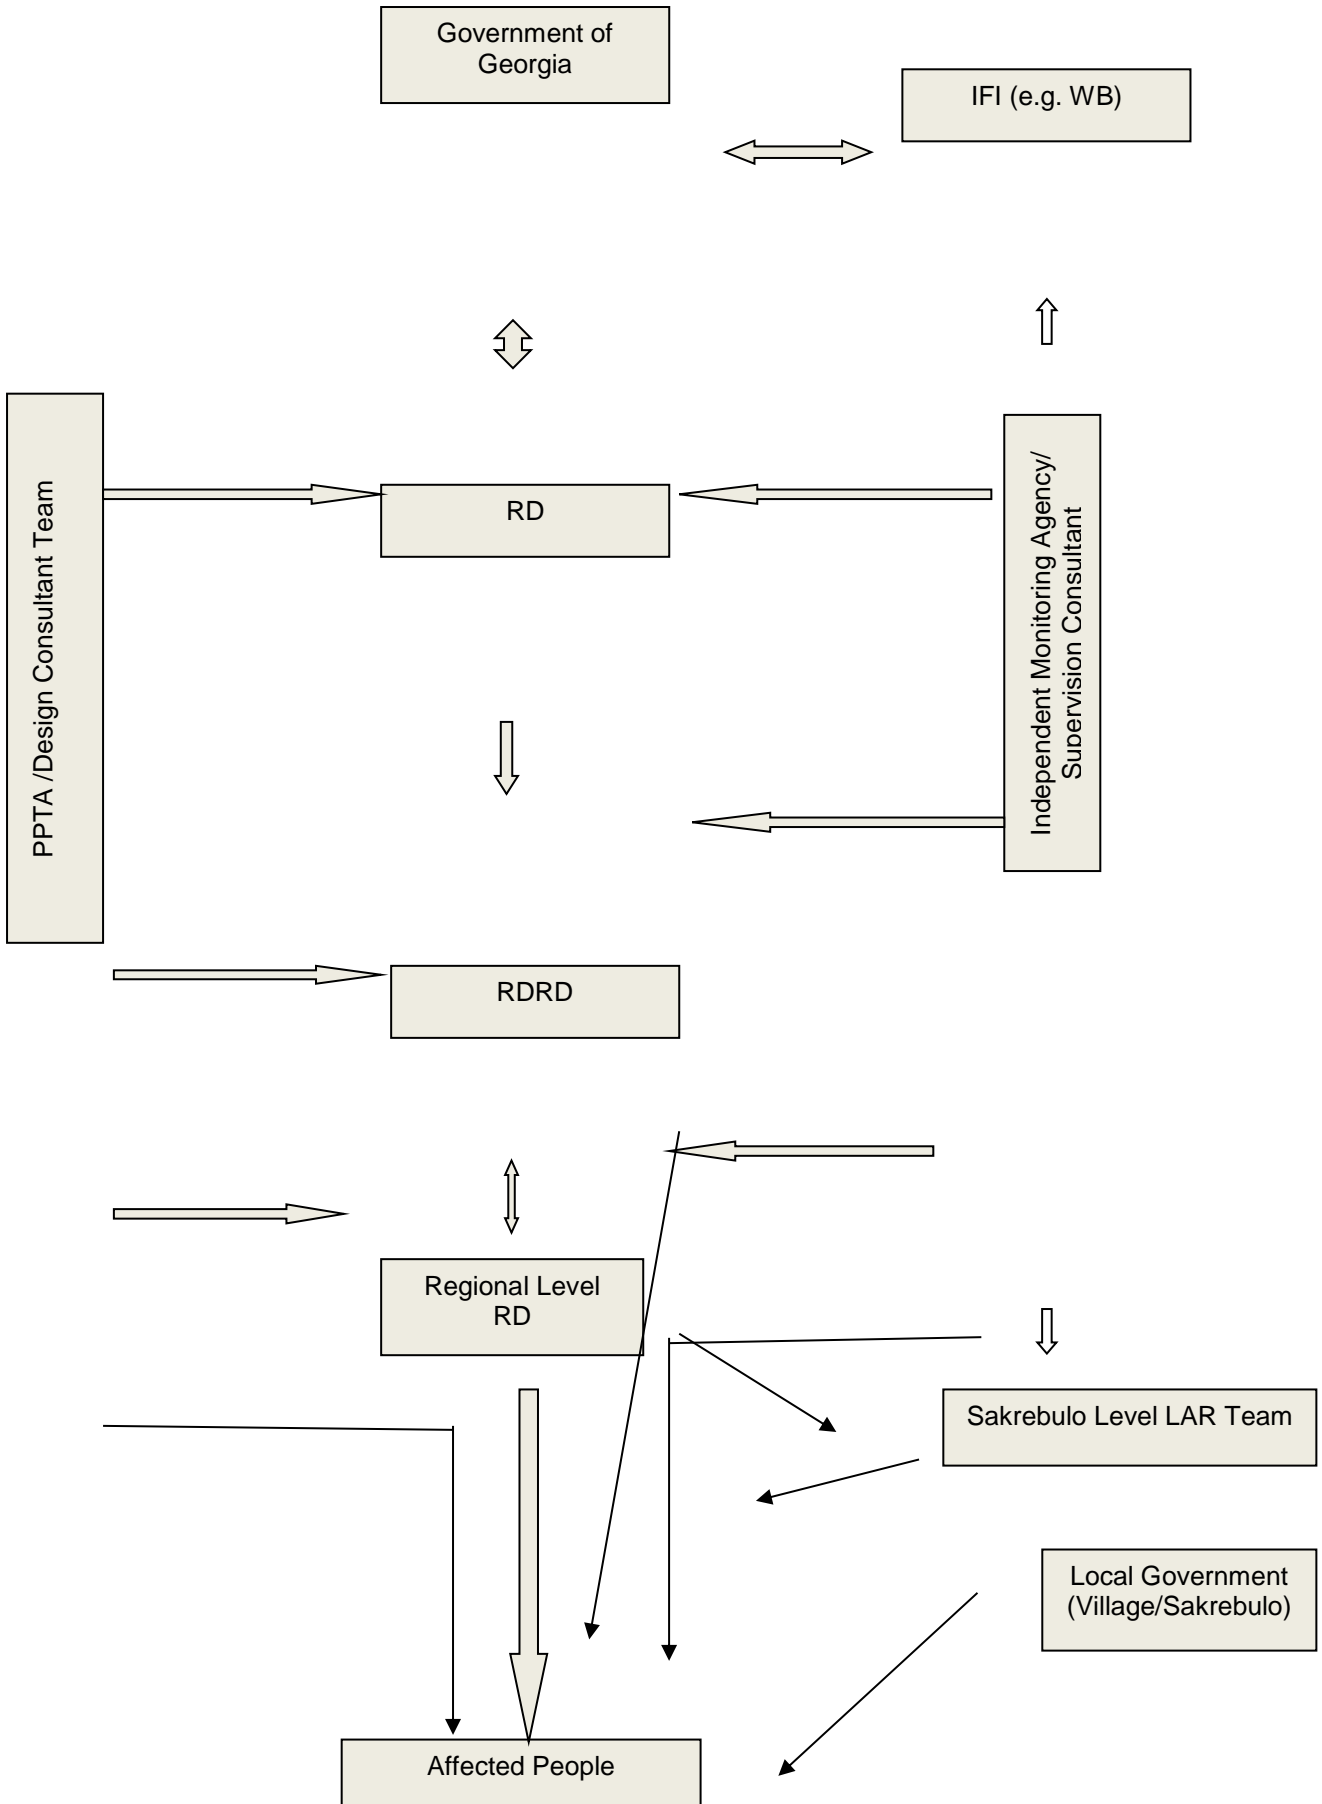 Government of
Georgia
IFI (e.g. WB)
PPTA /Design Consultant Team
RD
Independent Monitoring Agency/
Supervision Consultant
RDRD
Regional Level
RD
Sakrebulo Level LAR Team
Local Government
(Village/Sakrebulo)
Affected People